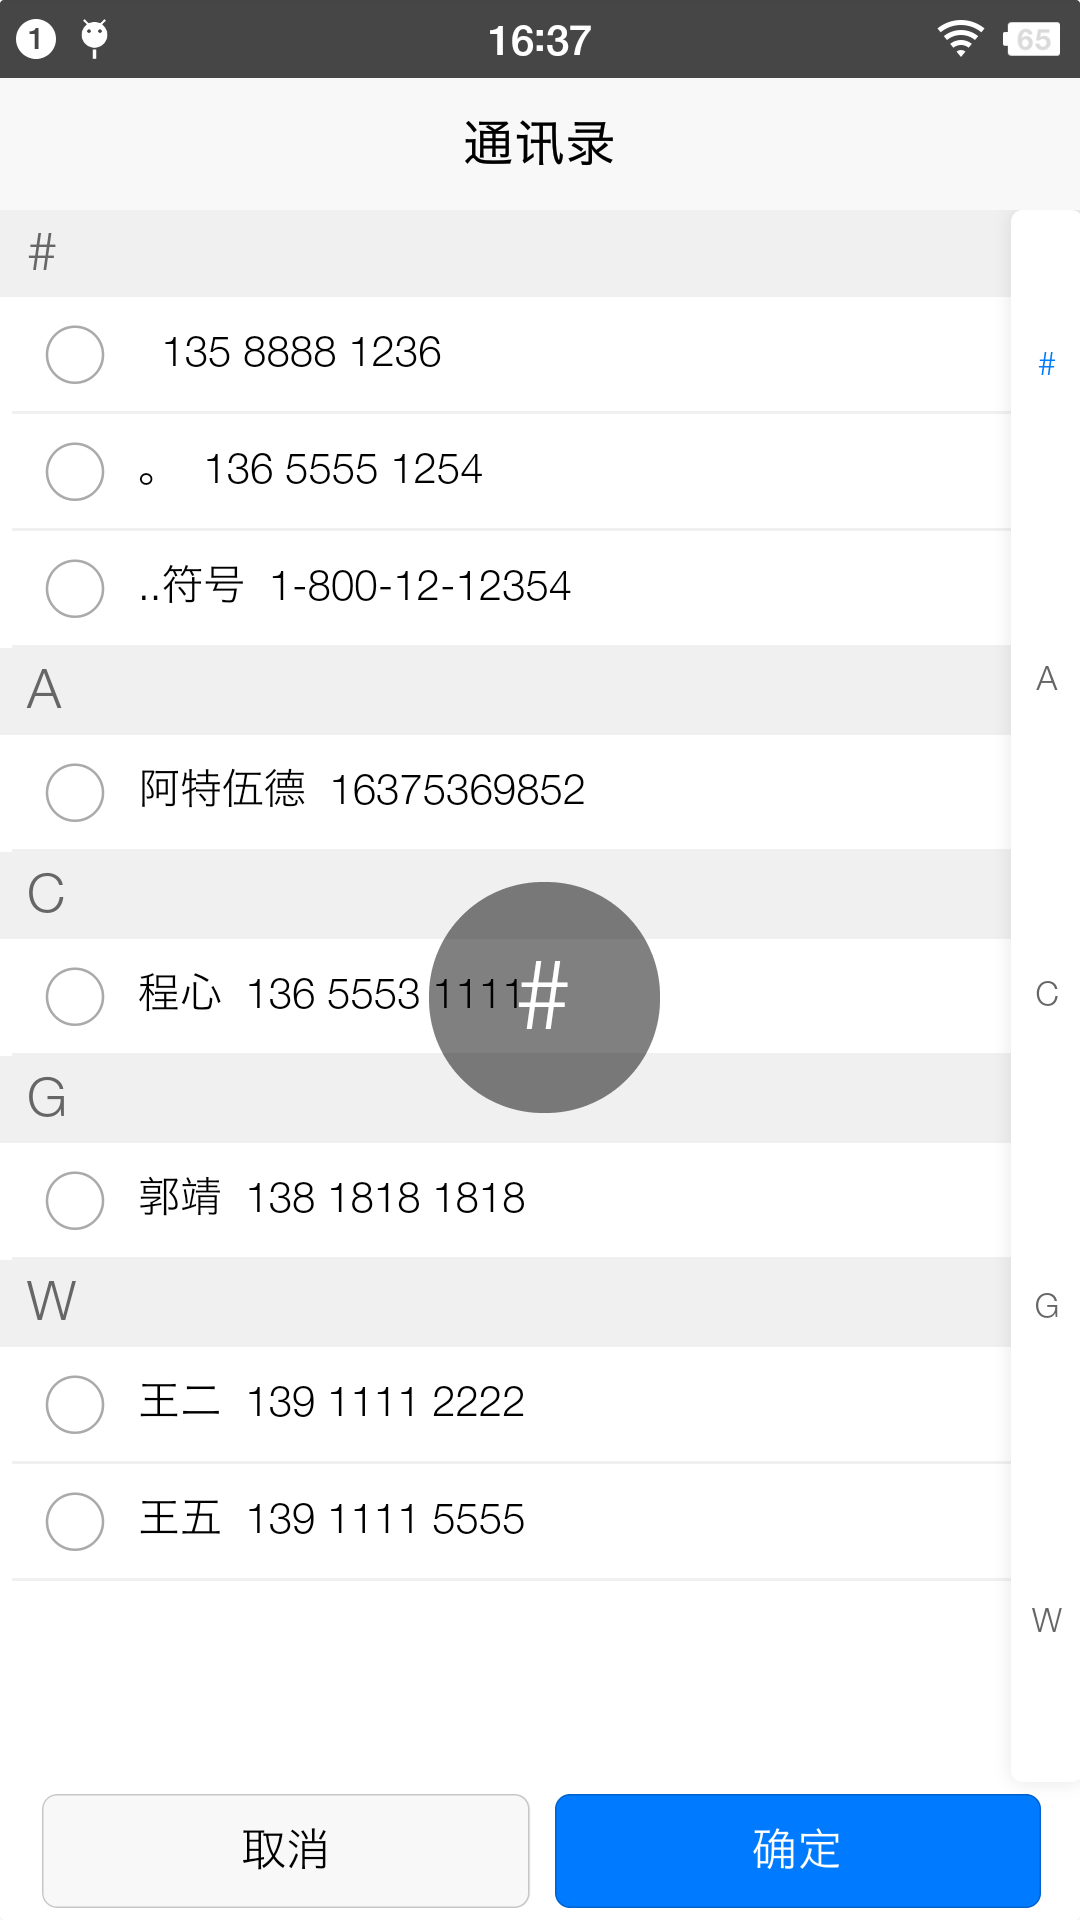 1 16:37 65
通讯录
#
135 8888 1236
。 136 5555 1254
..符号 1-800-12-12354
A
阿特伍德 16375369852
C
程心 136 5553 1111
#
G
郭靖 138 1818 1818
W
王二 139 1111 2222
王五 139 1111 5555
#
A
C
G
W
取消 确定